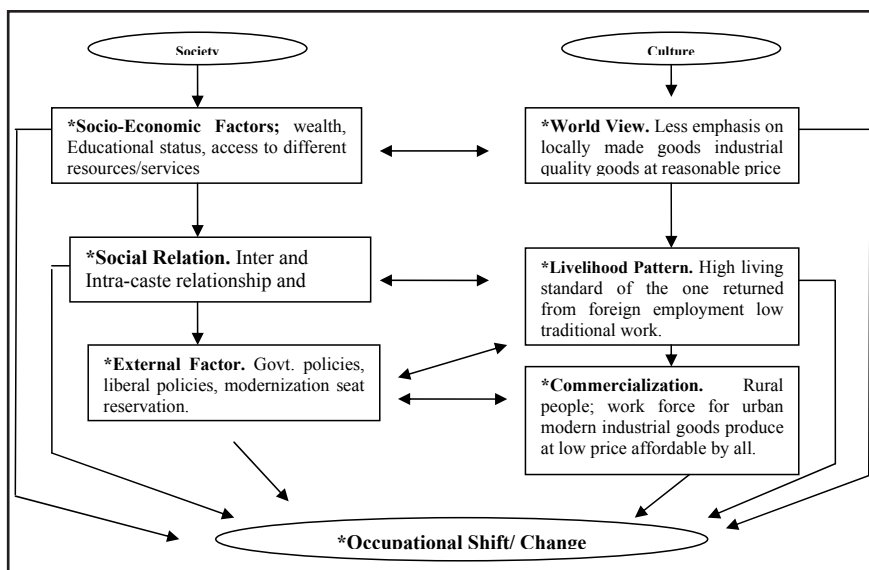 Society
Culture
*Socio-Economic Factors; wealth,
Educational status, access to different
resources/services
*World View. Less emphasis on
locally made goods industrial
quality goods at reasonable price
*Social Relation. Inter and
Intra-caste relationship and
*Livelihood Pattern. High living
standard of the one returned
from foreign employment low
traditional work.
*External Factor. Govt. policies,
liberal policies, modernization seat
reservation.
*Commercialization. Rural
people; work force for urban
modern industrial goods produce
at low price affordable by all.
*Occupational Shift/ Change